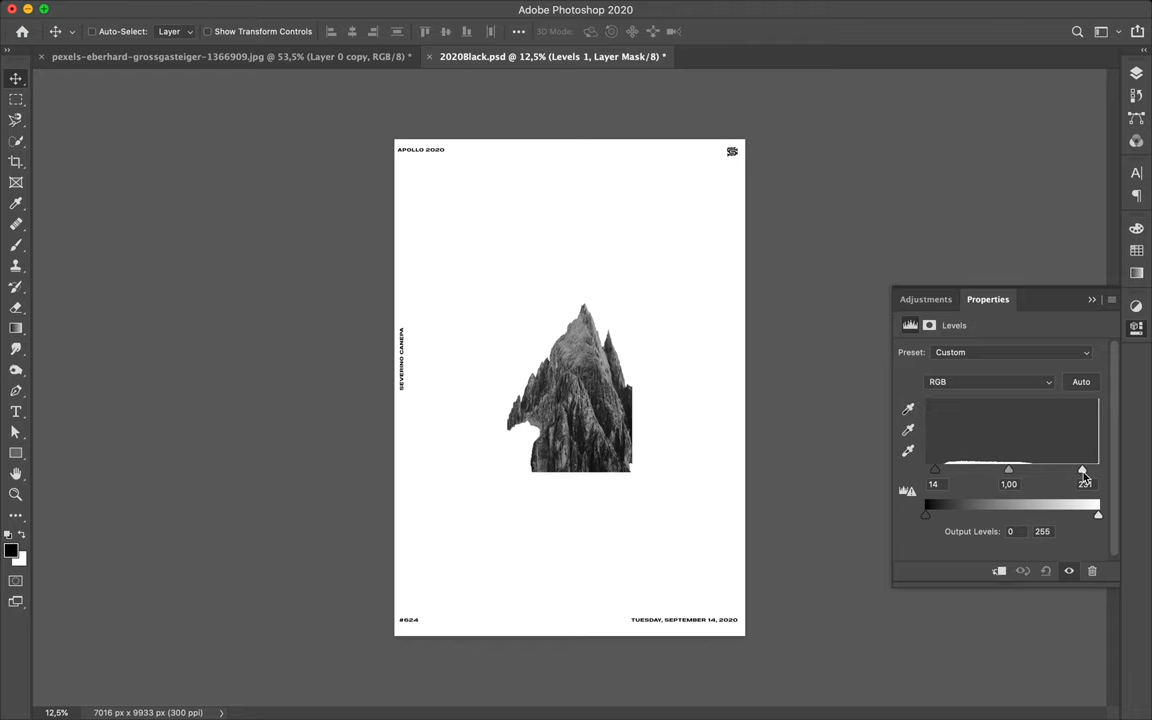 Adobe Photoshop 2020
Auto-Select: Layer Show Transform Controls 3D Mode:
pexels-eberhard-grossgasteiger-1366909.jpg @ 53,5% (Layer 0 copy, RGB/8) *
2020Black.psd @ 12,5% (Levels 1, Layer Mask/8) *
APOLLO 2020
SEVERINO CANEPA
#624
TUESDAY, SEPTEMBER 14, 2020
Adjustments Properties
Levels
Preset: Custom
RGB Auto
14 1,00
Output Levels: 0 255
12,5% 7016 px x 9933 px (300 ppi)